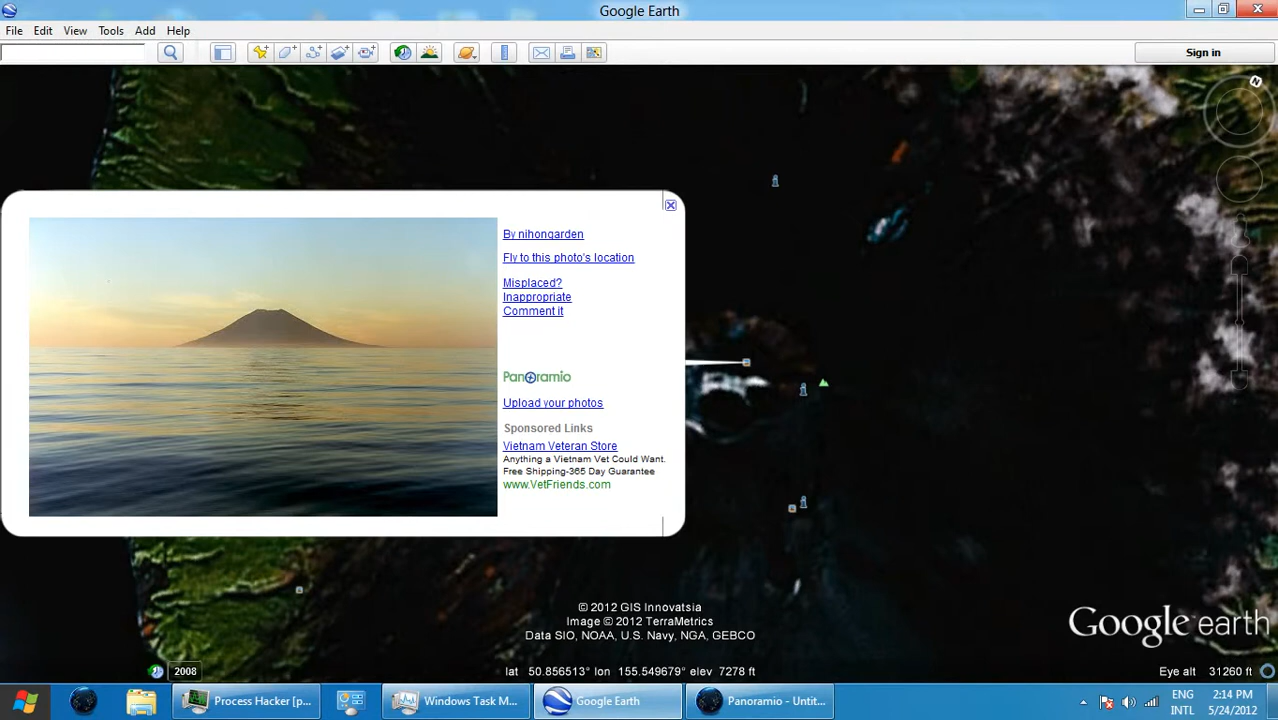 Google Earth
File Edit View Tools Add Help
Sign in
N
By nihongarden
Fly to this photo's location
Misplaced?
Inappropriate
Comment it
Panoramio
Upload your photos
Sponsored Links
Vietnam Veteran Store
Anything a Vietnam Vet Could Want.
Free Shipping-365 Day Guarantee
www.VetFriends.com
© 2012 GIS Innovatsia
Image © 2012 TerraMetrics
Data SIO, NOAA, U.S. Navy, NGA, GEBCO
Google earth
2008
lat 50.856513° lon 155.549679° elev 7278 ft
Eye alt 31260 ft
Process Hacker [p...
Windows Task M...
Google Earth
Panoramio - Untit...
ENG
INTL
2:14 PM
5/24/2012